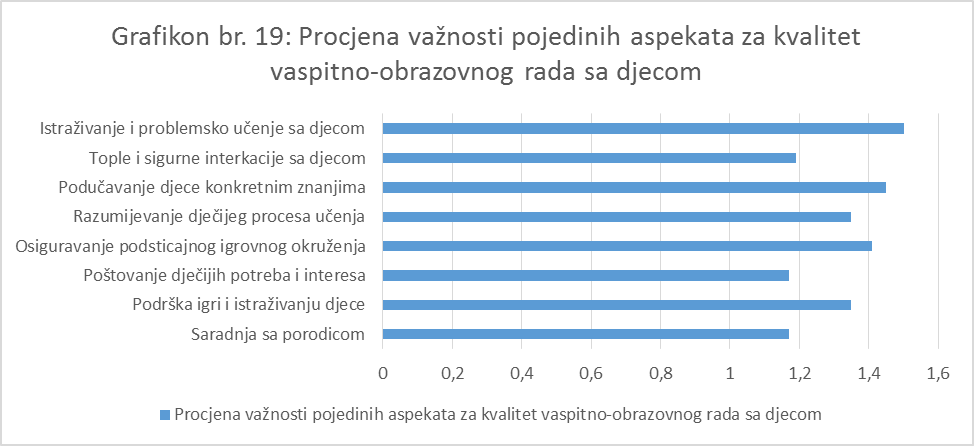 Grafikon br. 19: Procjena važnosti pojedinih aspekata za kvalitet
vaspitno-obrazovnog rada sa djecom
Istraživanje i problemsko učenje sa djecom
Tople i sigurne interkacije sa djecom
Podučavanje djece konkretnim znanjima
Razumijevanje dječijeg procesa učenja
Osiguravanje podsticajnog igrovnog okruženja
Poštovanje dječijih potreba i interesa
Podrška igri i istraživanju djece
Saradnja sa porodicom
0 0,2 0,4 0,6 0,8 1 1,2 1,4 1,6
Procjena važnosti pojedinih aspekata za kvalitet vaspitno-obrazovnog rada sa djecom